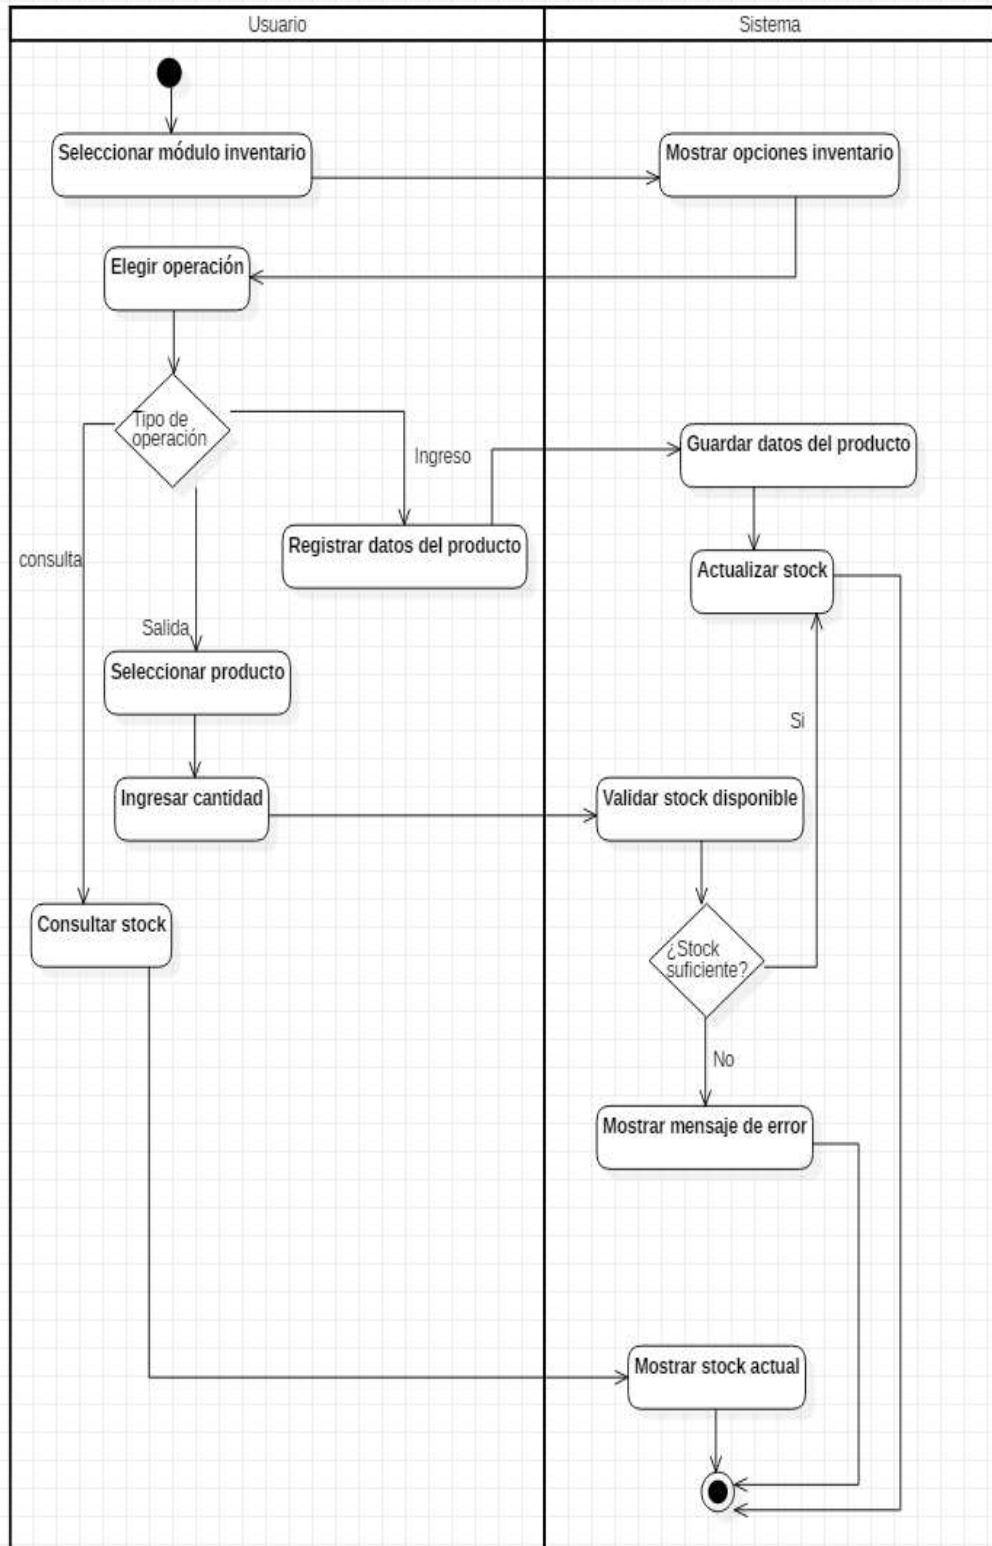 Usuario
Sistema
Seleccionar módulo inventario
Mostrar opciones inventario
Elegir operación
Tipo de
operación
Ingreso
Guardar datos del producto
Registrar datos del producto
consulta
Actualizar stock
Salida
Seleccionar producto
Si
Ingresar cantidad
Validar stock disponible
Consultar stock
¿Stock
suficiente?
No
Mostrar mensaje de error
Mostrar stock actual